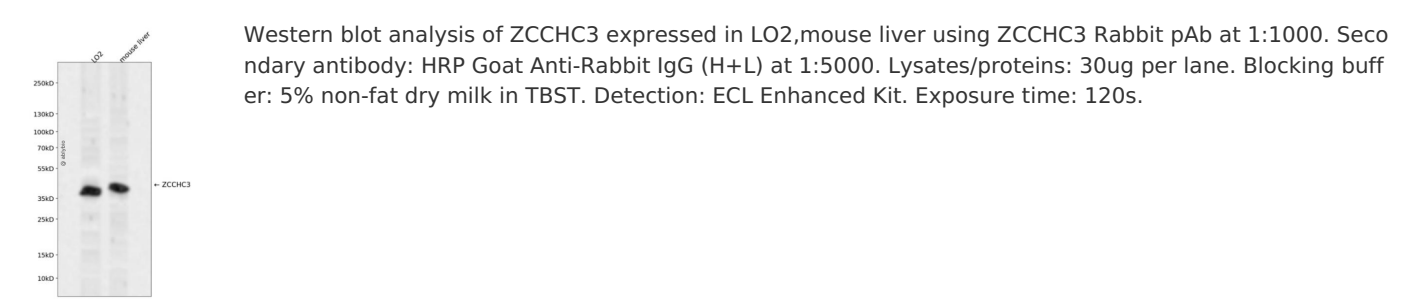 LO2
mouse liver
250kD
130kD
100kD
70kD
55kD
35kD
25kD
15kD
10kD
← ZCCHC3
Western blot analysis of ZCCHC3 expressed in LO2,mouse liver using ZCCHC3 Rabbit pAb at 1:1000. Seco
ndary antibody: HRP Goat Anti-Rabbit IgG (H+L) at 1:5000. Lysates/proteins: 30ug per lane. Blocking buff
er: 5% non-fat dry milk in TBST. Detection: ECL Enhanced Kit. Exposure time: 120s.